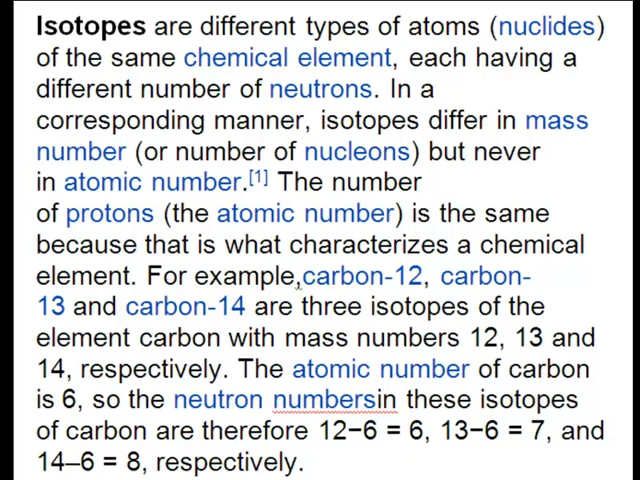 Isotopes are different types of atoms (nuclides)
of the same chemical element, each having a
different number of neutrons. In a
corresponding manner, isotopes differ in mass
number (or number of nucleons) but never
in atomic number.[1] The number
of protons (the atomic number) is the same
because that is what characterizes a chemical
element. For example,carbon-12, carbon-
13 and carbon-14 are three isotopes of the
element carbon with mass numbers 12, 13 and
14, respectively. The atomic number of carbon
is 6, so the neutron numbersin these isotopes
of carbon are therefore 12−6 = 6, 13−6 = 7, and
14–6 = 8, respectively.